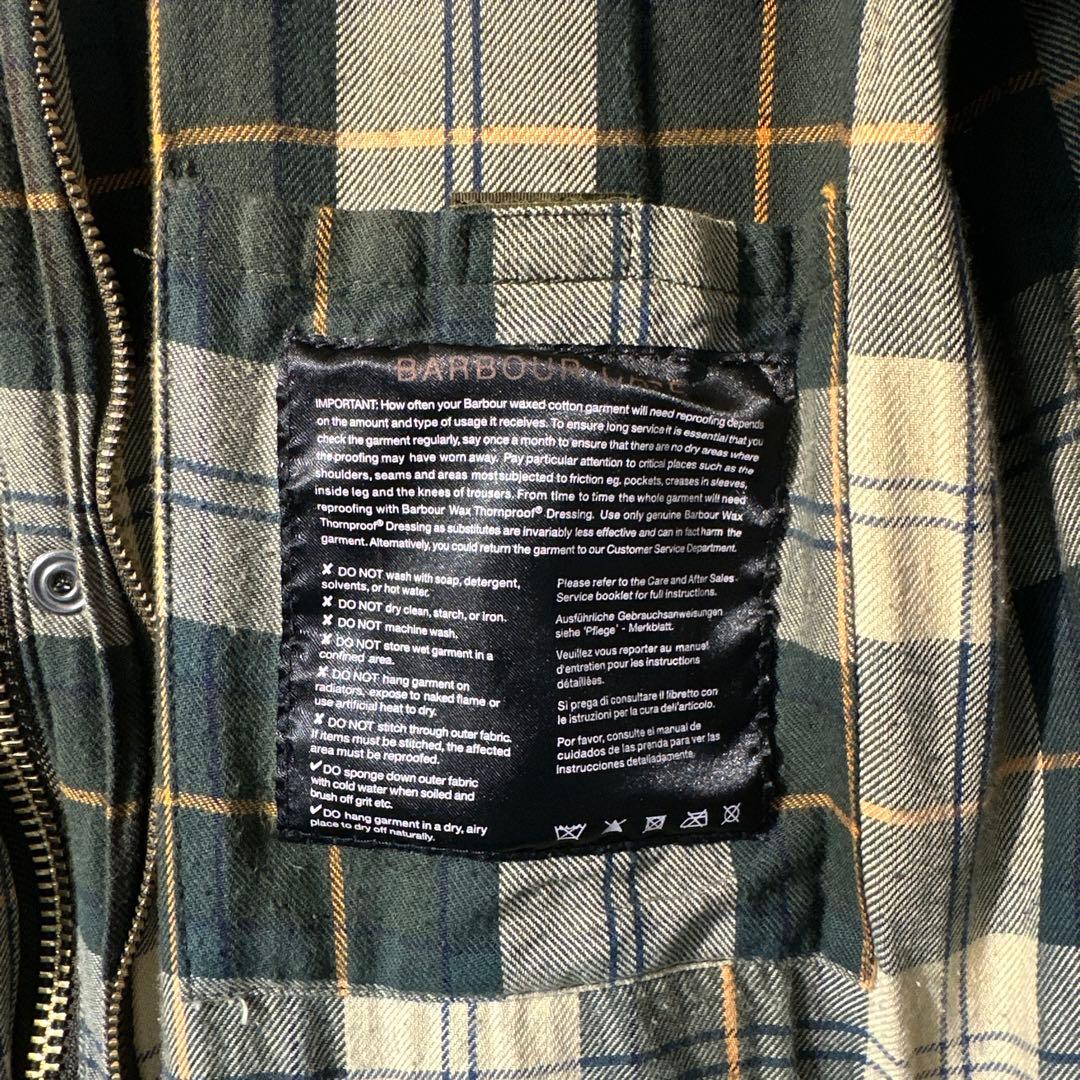 BARBOUR
IMPORTANT: How often your Barbour waxed cotton garment will need reproofing depends
on the amount and type of usage it receives. To ensure long service it is essential that you
check the garment regularly, say once a month to ensure that there are no dry areas where
the proofing may have worn away. Pay particular attention to critical places such as the
shoulders, seams and areas most subjected to friction eg. pockets, creases in sleeves,
inside leg and the knees of trousers. From time to time the whole garment will need
reproofing with Barbour Wax Thornproof® Dressing. Use only genuine Barbour Wax
Thornproof® Dressing as substitutes are invariably less effective and can in fact harm the
garment. Alternatively, you could return the garment to our Customer Service Department.
✗ DO NOT wash with soap, detergent,
solvents, or hot water.
✗ DO NOT dry clean, starch, or iron.
✗ DO NOT machine wash.
✗ DO NOT store wet garment in a
confined area.
✗ DO NOT hang garment on
radiators, expose to naked flame or
use artificial heat to dry.
✗ DO NOT stitch through outer fabric.
If items must be stitched, the affected
area must be reproofed.
✓ DO sponge down outer fabric
with cold water when soiled and
brush off grit etc.
✓ DO hang garment in a dry, airy
place to dry off naturally.
Please refer to the Care and After Sales
Service booklet for full instructions.
Ausführliche Gebrauchsanweisungen
siehe 'Pflege' - Merkblatt.
Veuillez vous reporter au manuel
d'entretien pour les instructions
détaillées.
Si prega di consultare il libretto con
le istruzioni per la cura dell'articolo.
Por favor, consulte el manual de
cuidados de las prenda para ver las
instrucciones detalladamente.